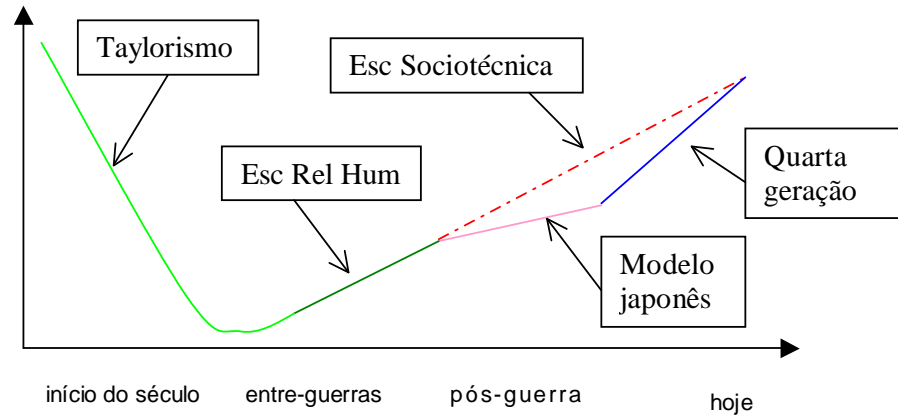 Taylorismo
Esc Sociotécnica
Esc Rel Hum
Quarta
geração
Modelo
japonês
início do século
entre-guerras
pós-guerra
hoje